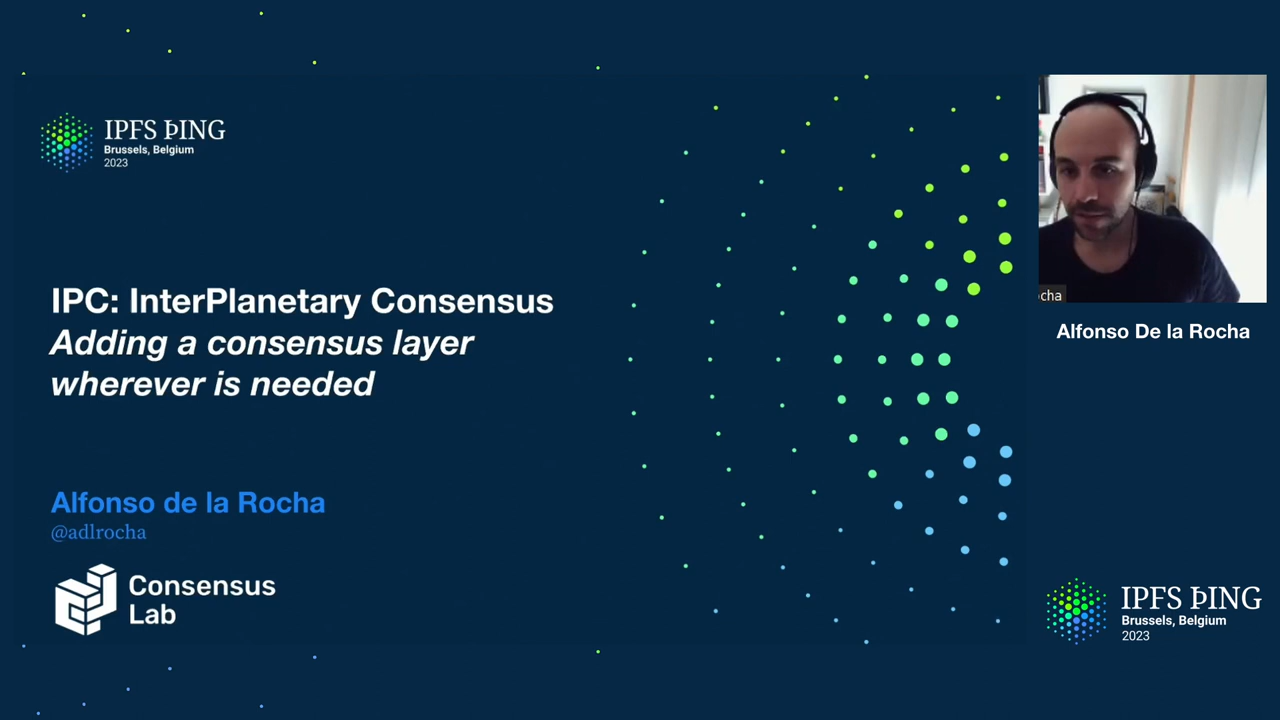 IPFS ÞING
Brussels, Belgium
2023
IPC: InterPlanetary Consensus
Adding a consensus layer
wherever is needed
Alfonso de la Rocha
@adlrocha
Consensus
Lab
cha
Alfonso De la Rocha
IPFS ÞING
Brussels, Belgium
2023